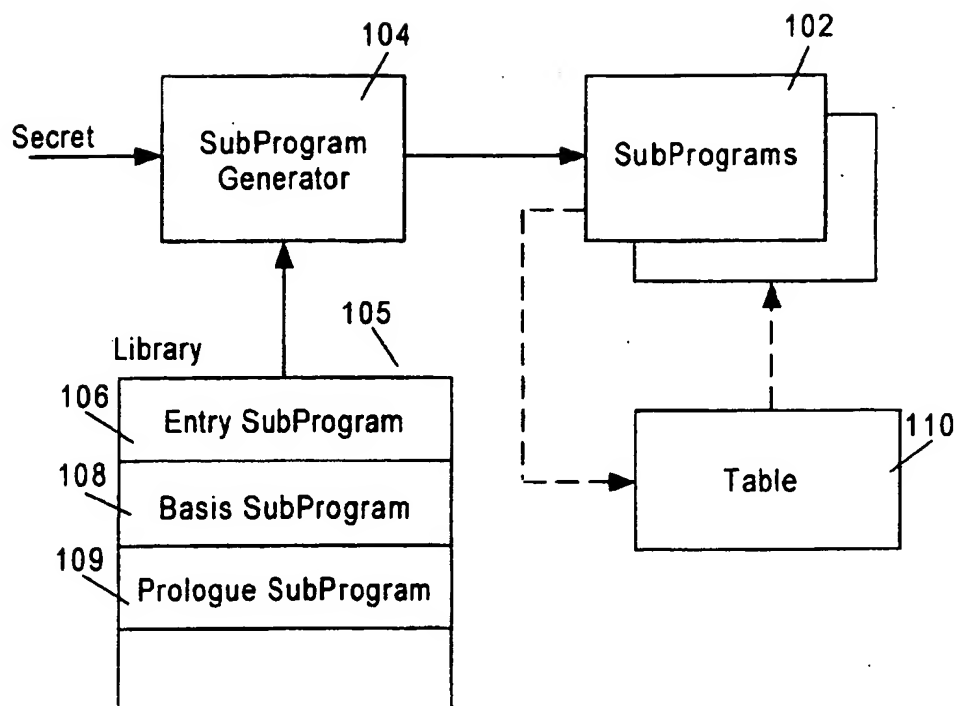 104
102
Secret
SubProgram
Generator
SubPrograms
105
Library
106
Entry SubProgram
110
108
Basis SubProgram
Table
109
Prologue SubProgram